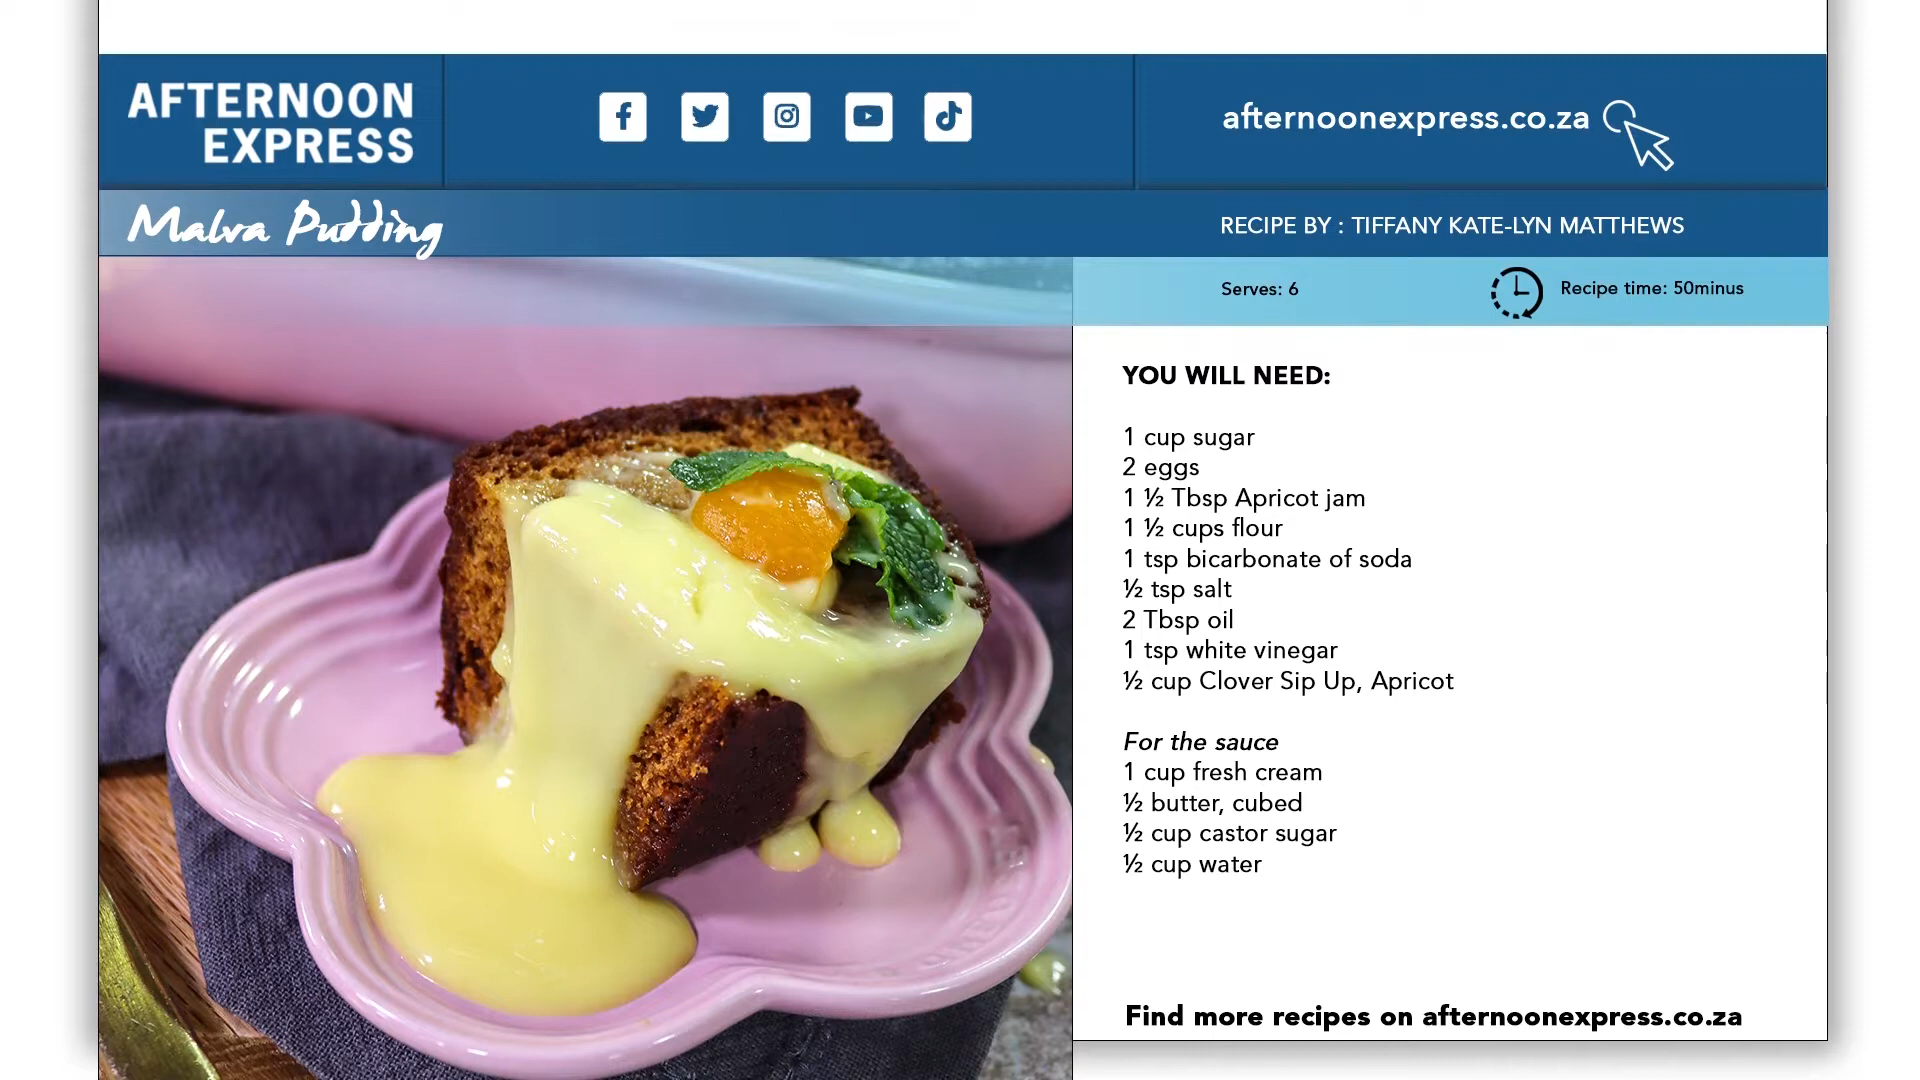 AFTERNOON
EXPRESS
afternoonexpress.co.za
Malva Pudding
RECIPE BY : TIFFANY KATE-LYN MATTHEWS
Serves: 6
Recipe time: 50minus
YOU WILL NEED:
1 cup sugar
2 eggs
1 ½ Tbsp Apricot jam
1 ½ cups flour
1 tsp bicarbonate of soda
½ tsp salt
2 Tbsp oil
1 tsp white vinegar
½ cup Clover Sip Up, Apricot
For the sauce
1 cup fresh cream
½ butter, cubed
½ cup castor sugar
½ cup water
Find more recipes on afternoonexpress.co.za